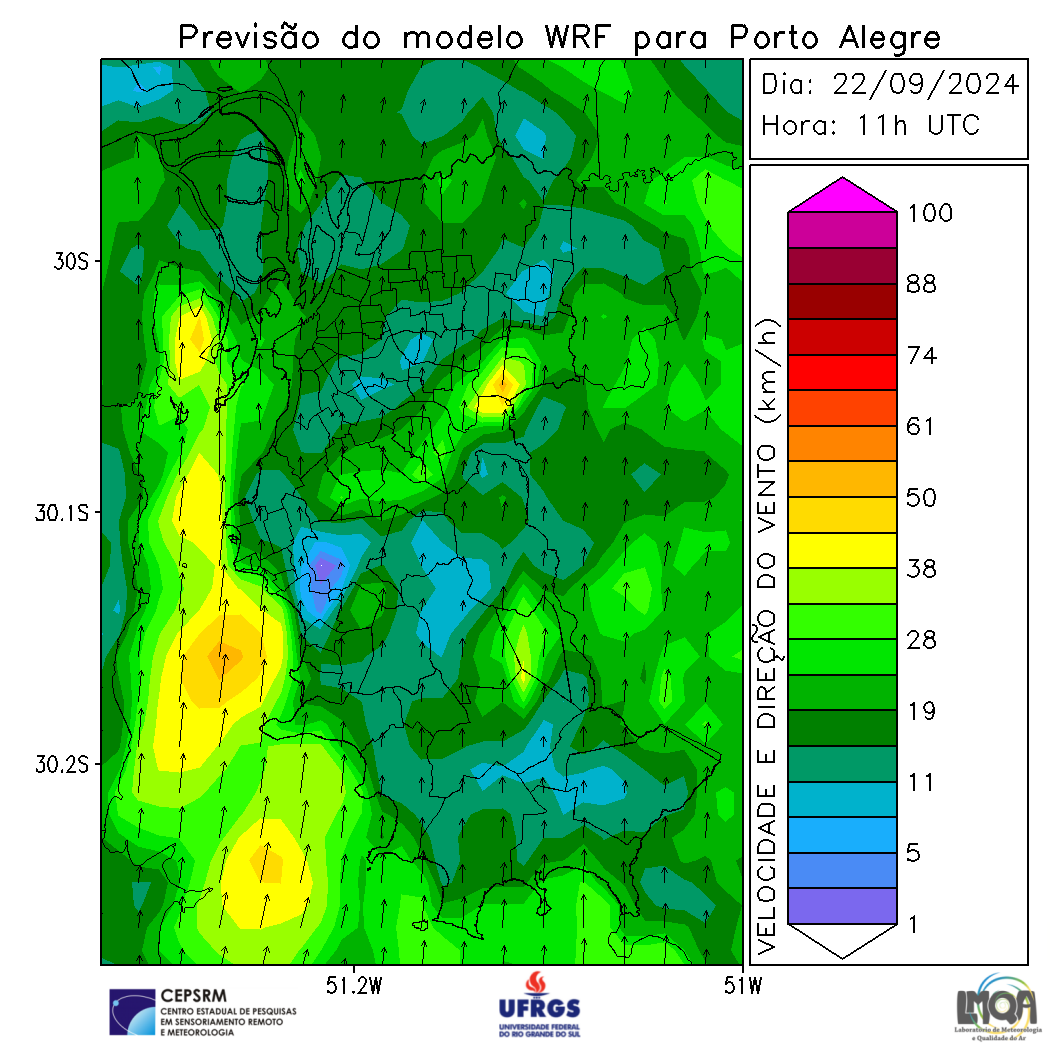 Previsão do modelo WRF para Porto Alegre
Dia: 22/09/2024
Hora: 11h UTC
30S
30.1S
30.2S
51.2W
51W
VELOCIDADE E DIREÇÃO DO VENTO (km/h)
100
88
74
61
50
38
28
19
11
5
1
CEPSRM
CENTRO ESTADUAL DE PESQUISAS
EM SENSORIAMENTO REMOTO
E METEOROLOGIA
UFRGS
UNIVERSIDADE FEDERAL
DO RIO GRANDE DO SUL
LMQA
Laboratório de Meteorologia
e Qualidade do Ar